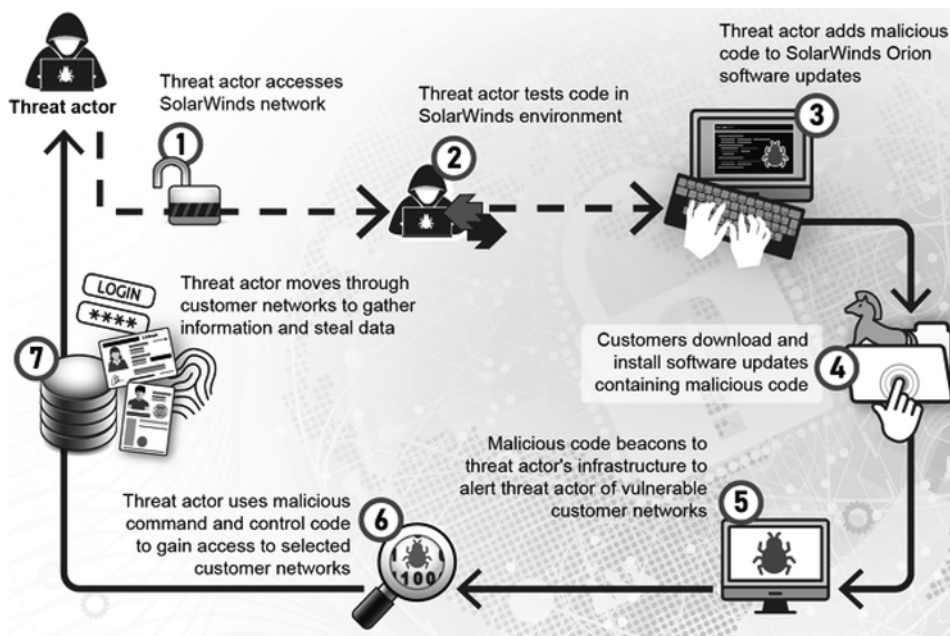 Threat actor
Threat actor accesses
SolarWinds network
1
Threat actor tests code in
SolarWinds environment
2
Threat actor adds malicious
code to SolarWinds Orion
software updates
3
Customers download and
install software updates
containing malicious code
4
Malicious code beacons to
threat actor's infrastructure to
alert threat actor of vulnerable
customer networks
5
Threat actor uses malicious
command and control code
to gain access to selected
customer networks
6
100
Threat actor moves through
customer networks to gather
information and steal data
7
LOGIN
****